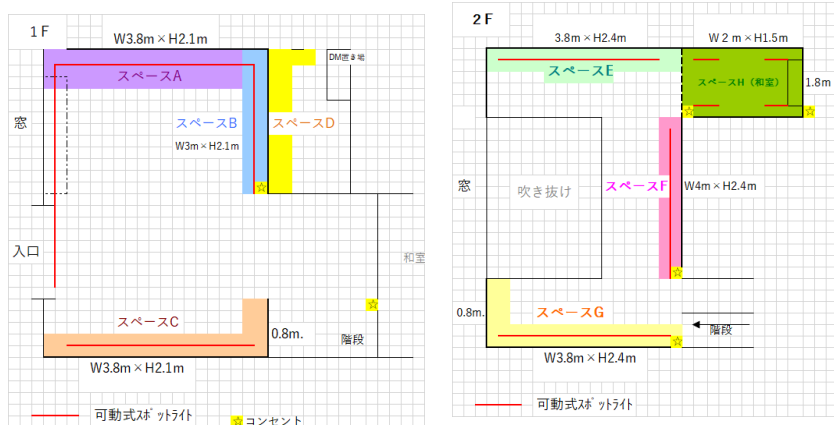 1F
W3.8m×H2.1m
DM置き場
スペースA
スペースB
スペースD
W3m×H2.1m
窓
入口
和室
スペースC
0.8m.
階段
W3.8m×H2.1m
可動式スポットライト
☆コンセント
2F
3.8m×H2.4m
W2m×H1.5m
スペースE
スペースH（和室）
1.8m
窓
吹き抜け
スペースF
W4m×H2.4m
0.8m.
スペースG
階段
W3.8m×H2.4m
可動式スポットライト